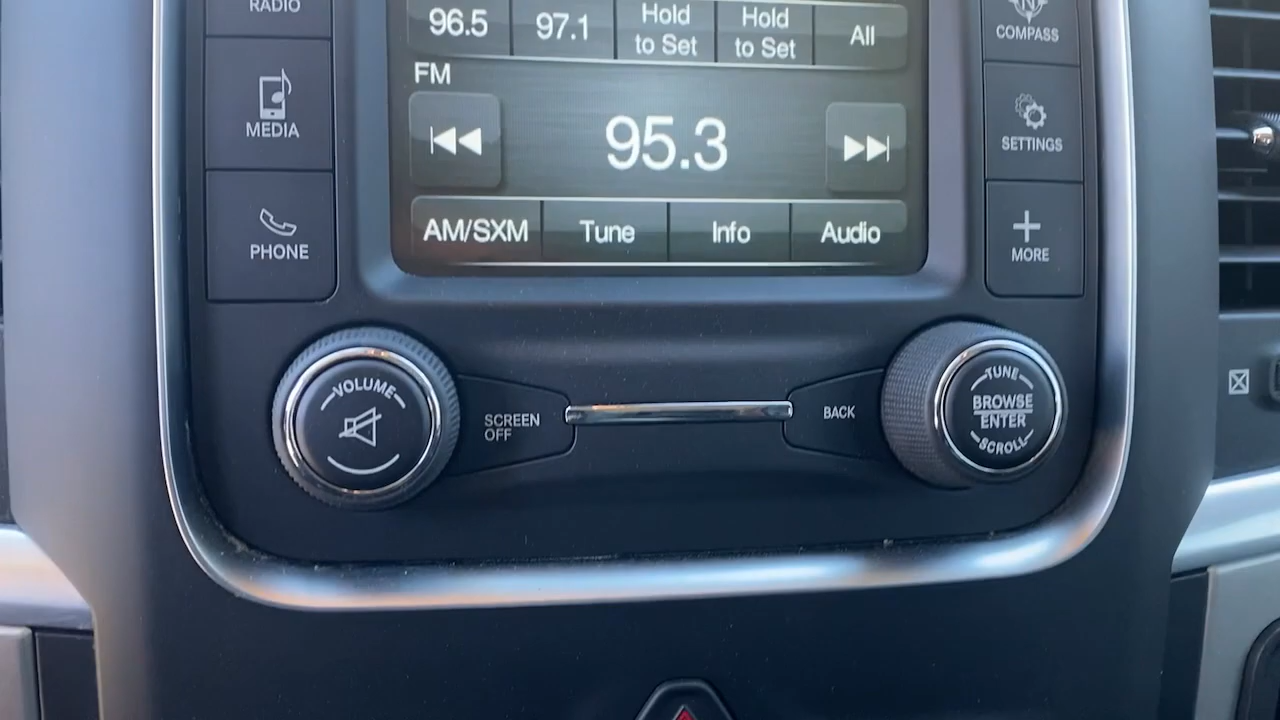 RADIO
96.5
97.1
Hold
to Set
Hold
to Set
All
N
COMPASS
FM
MEDIA
95.3
SETTINGS
PHONE
AM/SXM
Tune
Info
Audio
MORE
VOLUME
SCREEN
OFF
BACK
TUNE
BROWSE
ENTER
SCROLL